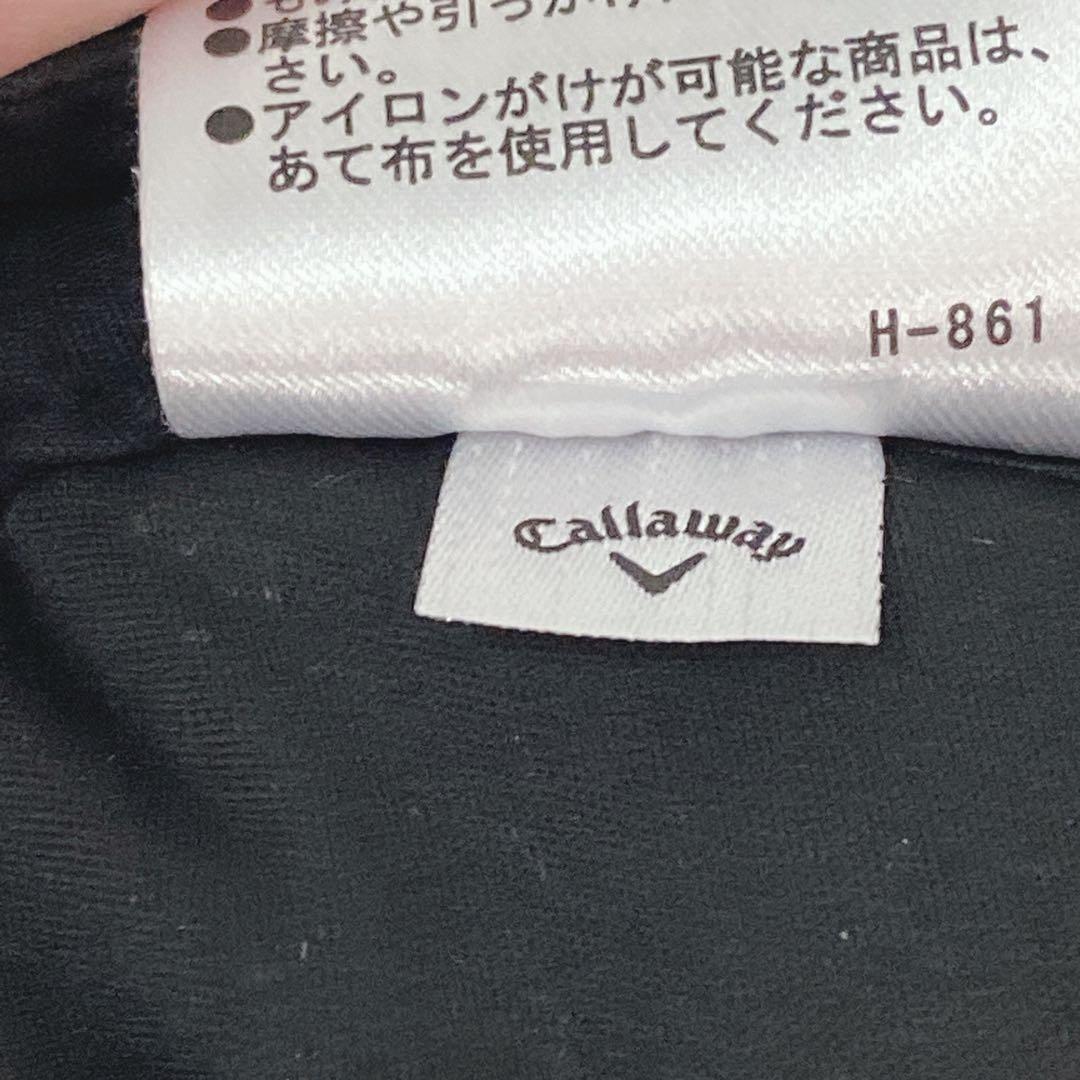 ●摩擦や引っかけ
さい。
●アイロンがけが可能な商品は、
あて布を使用してください。
H-861
Callaway